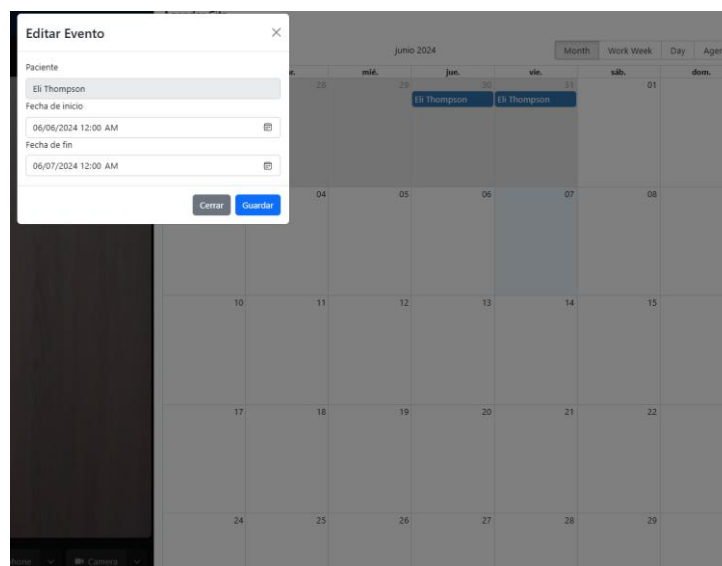 Editar Evento
Paciente
Eli Thompson
Fecha de inicio
06/06/2024 12:00 AM
Fecha de fin
06/07/2024 12:00 AM
Cerrar Guardar
junio 2024
Month Work Week Day Ager
mié. jue. vie. sáb. dom.
28 29 30 31 01
Eli Thompson Eli Thompson
04 05 06 07 08
10 11 12 13 14 15
17 18 19 20 21 22
24 25 26 27 28 29
Camera